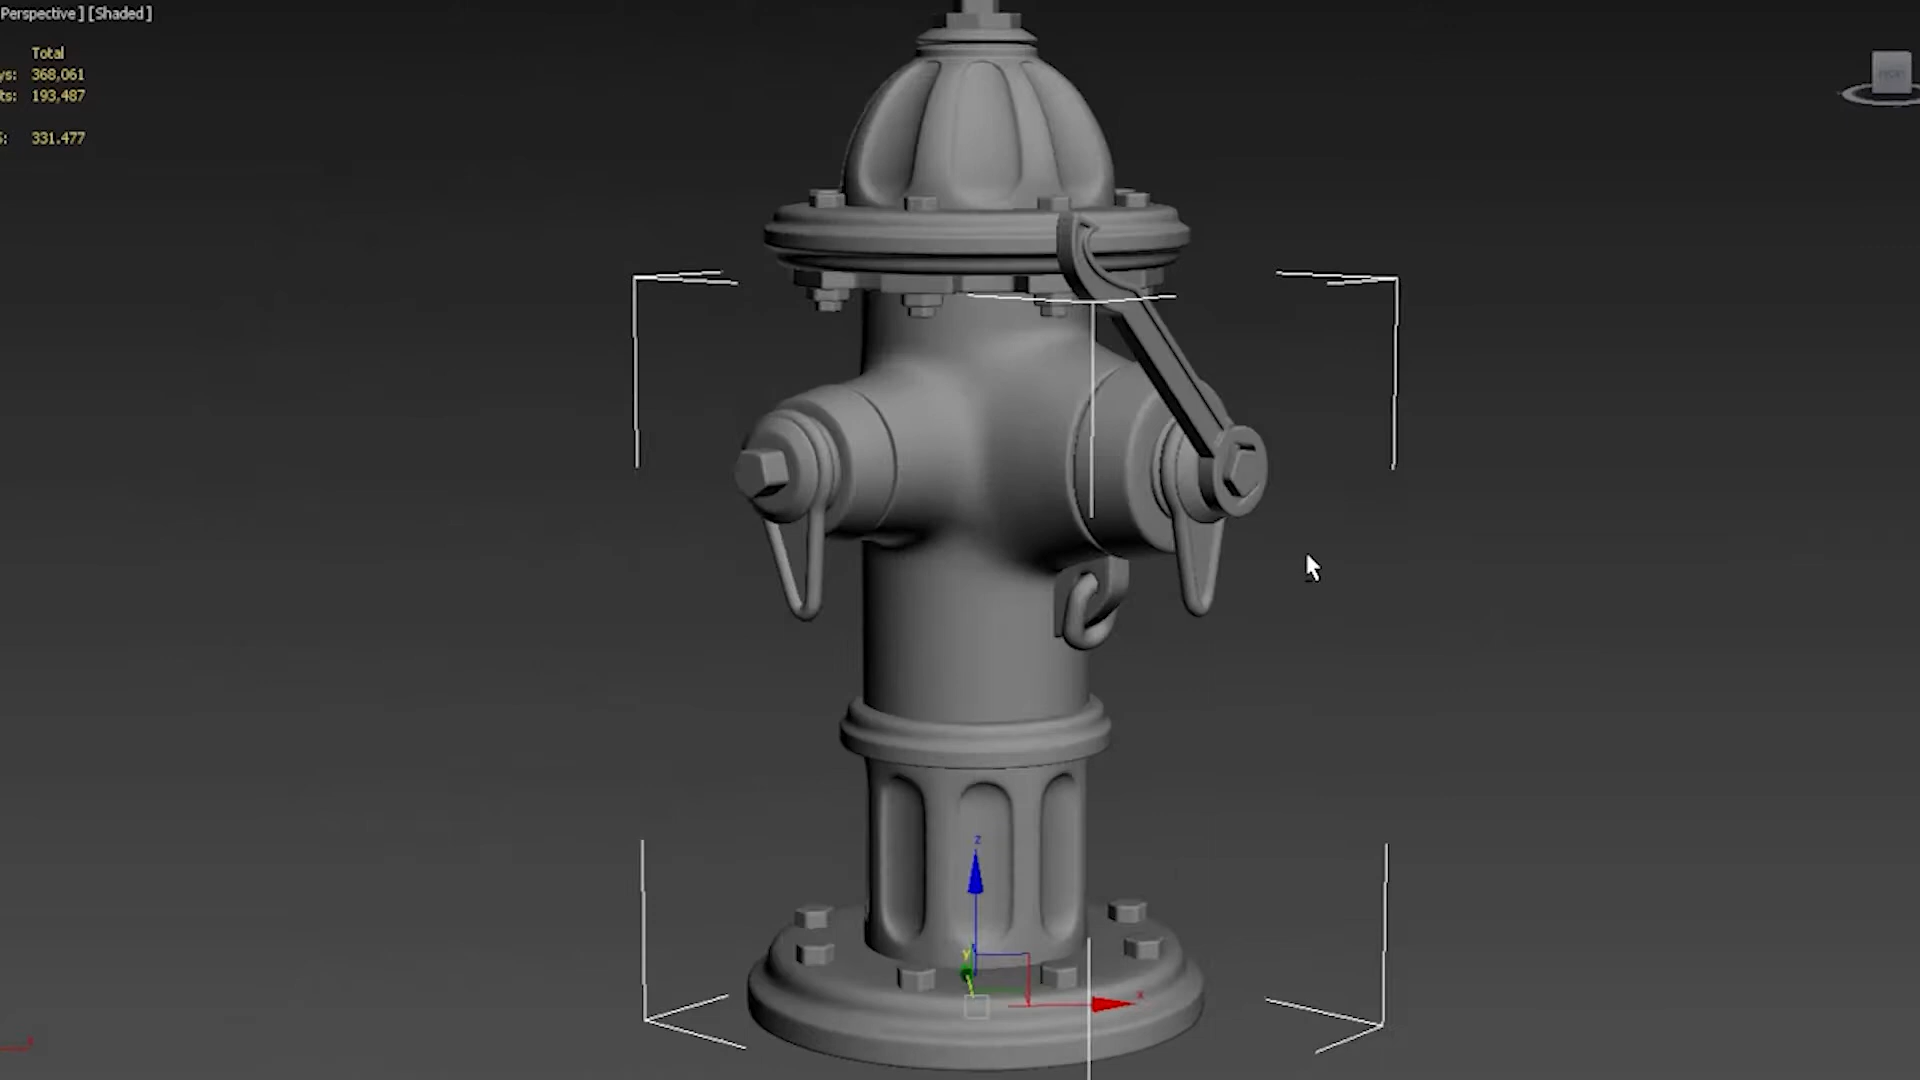 Perspective ] [Shaded ]
Total
ys: 368,061
ts: 193,487
S: 331.477
z
y
x